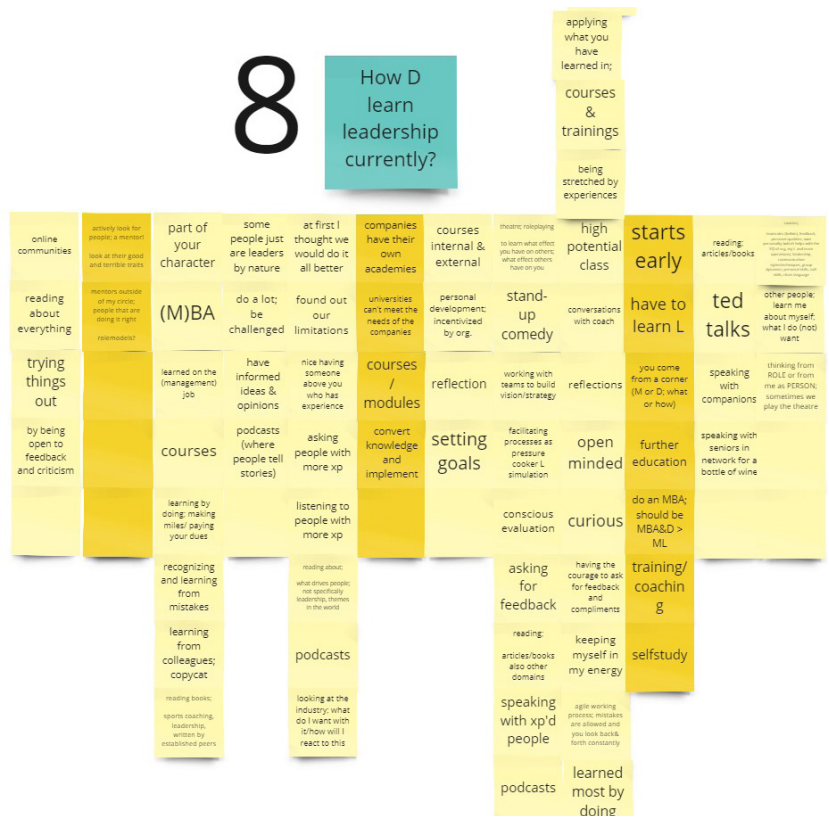 8
How D
learn
leadership
currently?
applying
what you
have
learned in;
courses
&
trainings
being
stretched by
experiences
online
communities
reading
about
everything
trying
things
out
by being
open to
feedback
and criticism
actively look for
people; a mentor!
look at their good
and terrible traits
mentors outside
of my circle;
people that are
doing it right
rolemodels?
part of
your
character
(M)BA
learned on the
(management)
job
courses
learning by
doing; making
miles/ paying
your dues
recognizing
and learning
from
mistakes
learning
from
colleagues;
copycat
reading books;
sports coaching,
leadership,
written by
established peers
some
people just
are leaders
by nature
do a lot;
be
challenged
have
informed
ideas &
opinions
podcasts
(where
people tell
stories)
at first I
thought we
would do it
all better
found out
our
limitations
nice having
someone
above you
who has
experience
asking
people with
more xp
listening to
people with
more xp
reading about;
what drives people;
not specifically
leadership, themes
in the world
podcasts
looking at the
industry; what
do I want with
it/how will I
react to this
companies
have their
own
academies
universities
can't meet the
needs of the
companies
courses
/
modules
convert
knowledge
and
implement
courses
internal &
external
personal
development;
incentivized
by org.
reflection
setting
goals
theatre; roleplaying
to learn what effect
you have on others;
what effect others
have on you
stand-
up
comedy
working with
teams to build
vision/strategy
facilitating
processes as
pressure
cooker L
simulation
conscious
evaluation
asking
for
feedback
reading:
articles/books
also other
domains
speaking
with xp'd
people
podcasts
high
potential
class
conversations
with coach
reflections
open
minded
curious
having the
courage to ask
for feedback
and
compliments
keeping
myself in
my energy
agile working
process; mistakes
are allowed and
you look back&
forth constantly
learned
most by
doing
starts
early
have to
learn L
you come
from a corner
(M or D; what
or how)
further
education
do an MBA;
should be
MBA&D >
ML
training/
coachin
g
selfstudy
reading:
articles/books
ted
talks
speaking
with
companions
speaking with
seniors in
network for a
bottle of wine
other people;
learn me
about myself;
what I do (not)
want
thinking from
ROLE or from
me as PERSON;
sometimes we
play the theatre